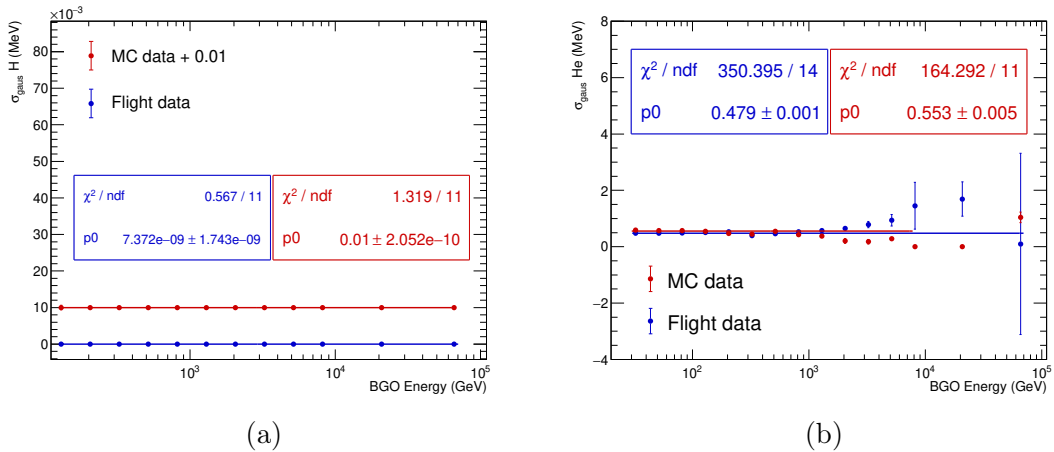 ×10⁻³
σgaus H (MeV)
80
70
60
50
40
30
20
10
0
MC data + 0.01
Flight data
χ² / ndf 0.567 / 11
p0 7.372e−09 ± 1.743e−09
χ² / ndf 1.319 / 11
p0 0.01 ± 2.052e−10
10³ 10⁴ 10⁵
BGO Energy (GeV)
(a)
σgaus He (MeV)
8
6
4
2
0
−2
−4
χ² / ndf 350.395 / 14
p0 0.479 ± 0.001
χ² / ndf 164.292 / 11
p0 0.553 ± 0.005
MC data
Flight data
10² 10³ 10⁴ 10⁵
BGO Energy (GeV)
(b)